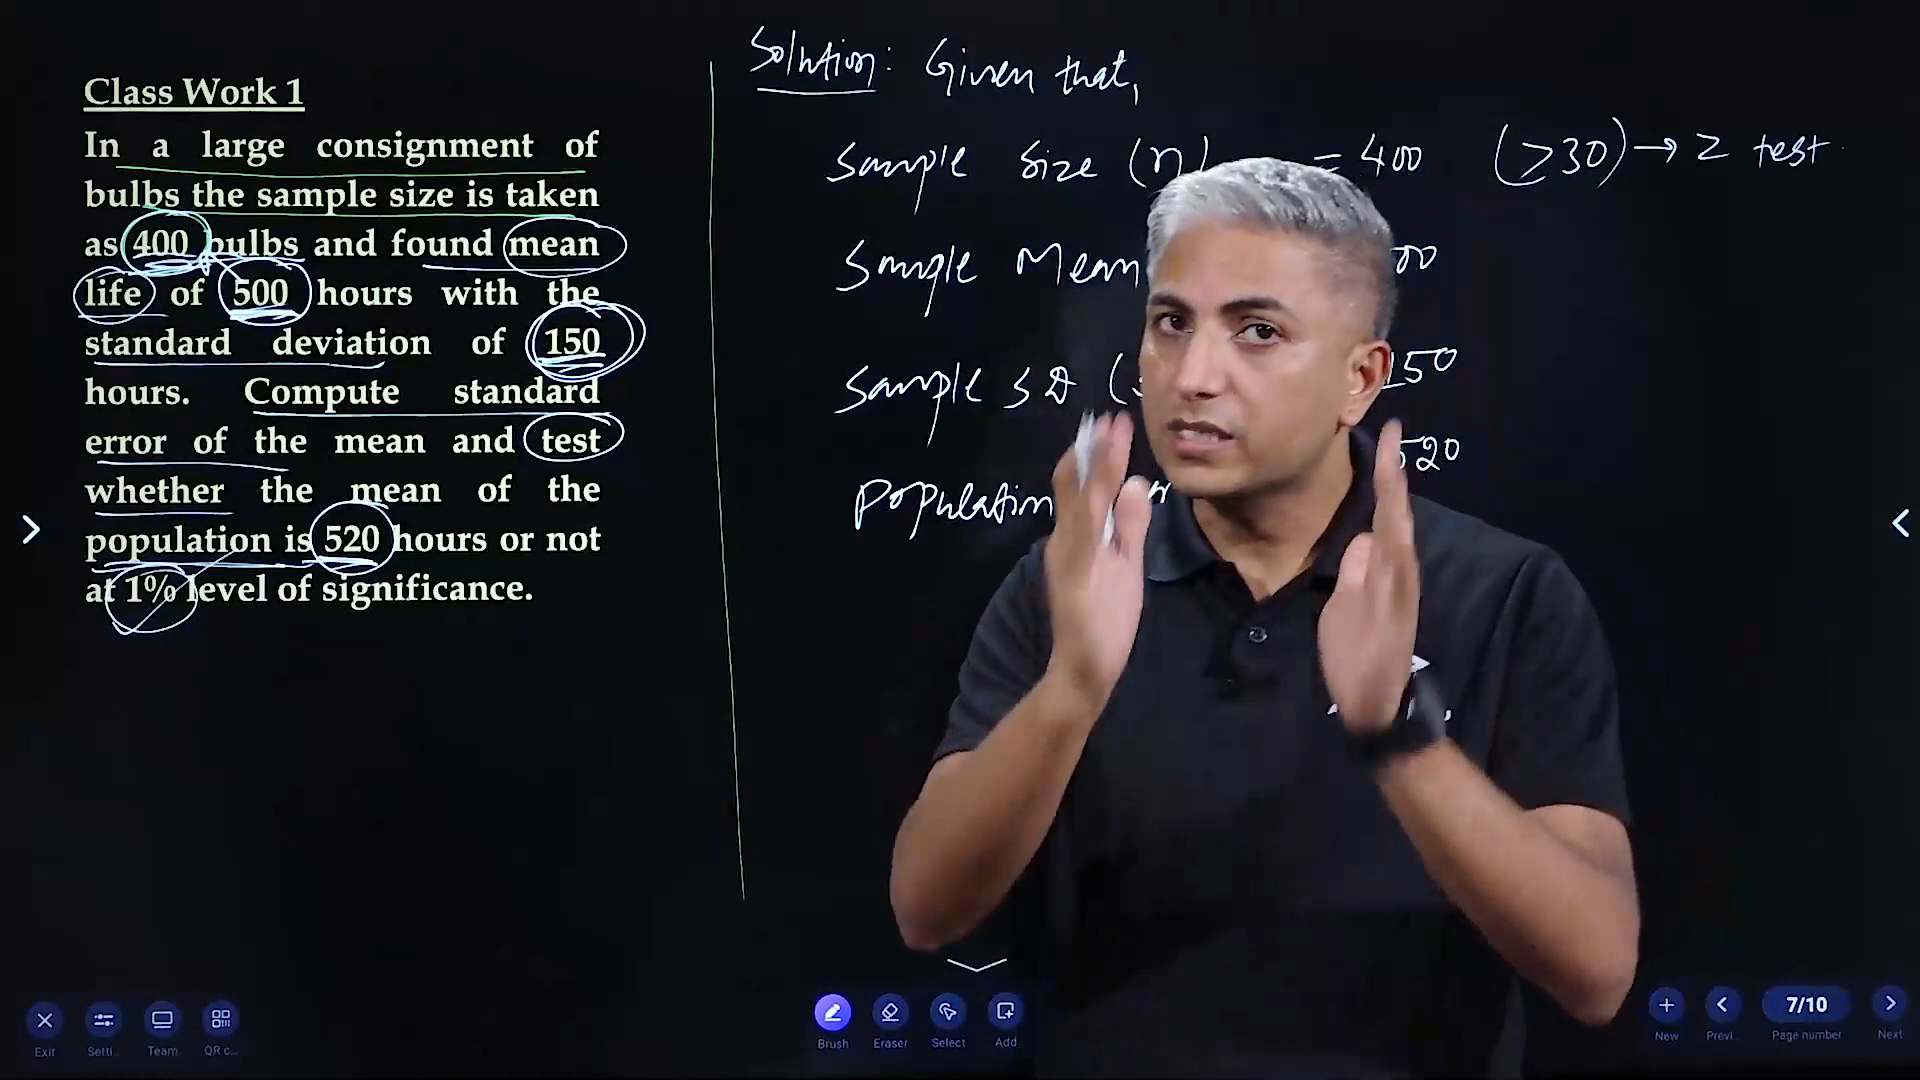 Class Work 1
In a large consignment of
bulbs the sample size is taken
as 400 bulbs and found mean
life of 500 hours with the
standard deviation of 150
hours. Compute standard
error of the mean and test
whether the mean of the
population is 520 hours or not
at 1% level of significance.
Solution: Given that,
Sample Size (n) = 400 (≥30) → Z test
Sample Mean 00
Sample SD ( 150
520
Population
Exit
Setti...
Team
QR c...
Brush
Eraser
Select
Add
New
Previ...
7/10
Page number
Next